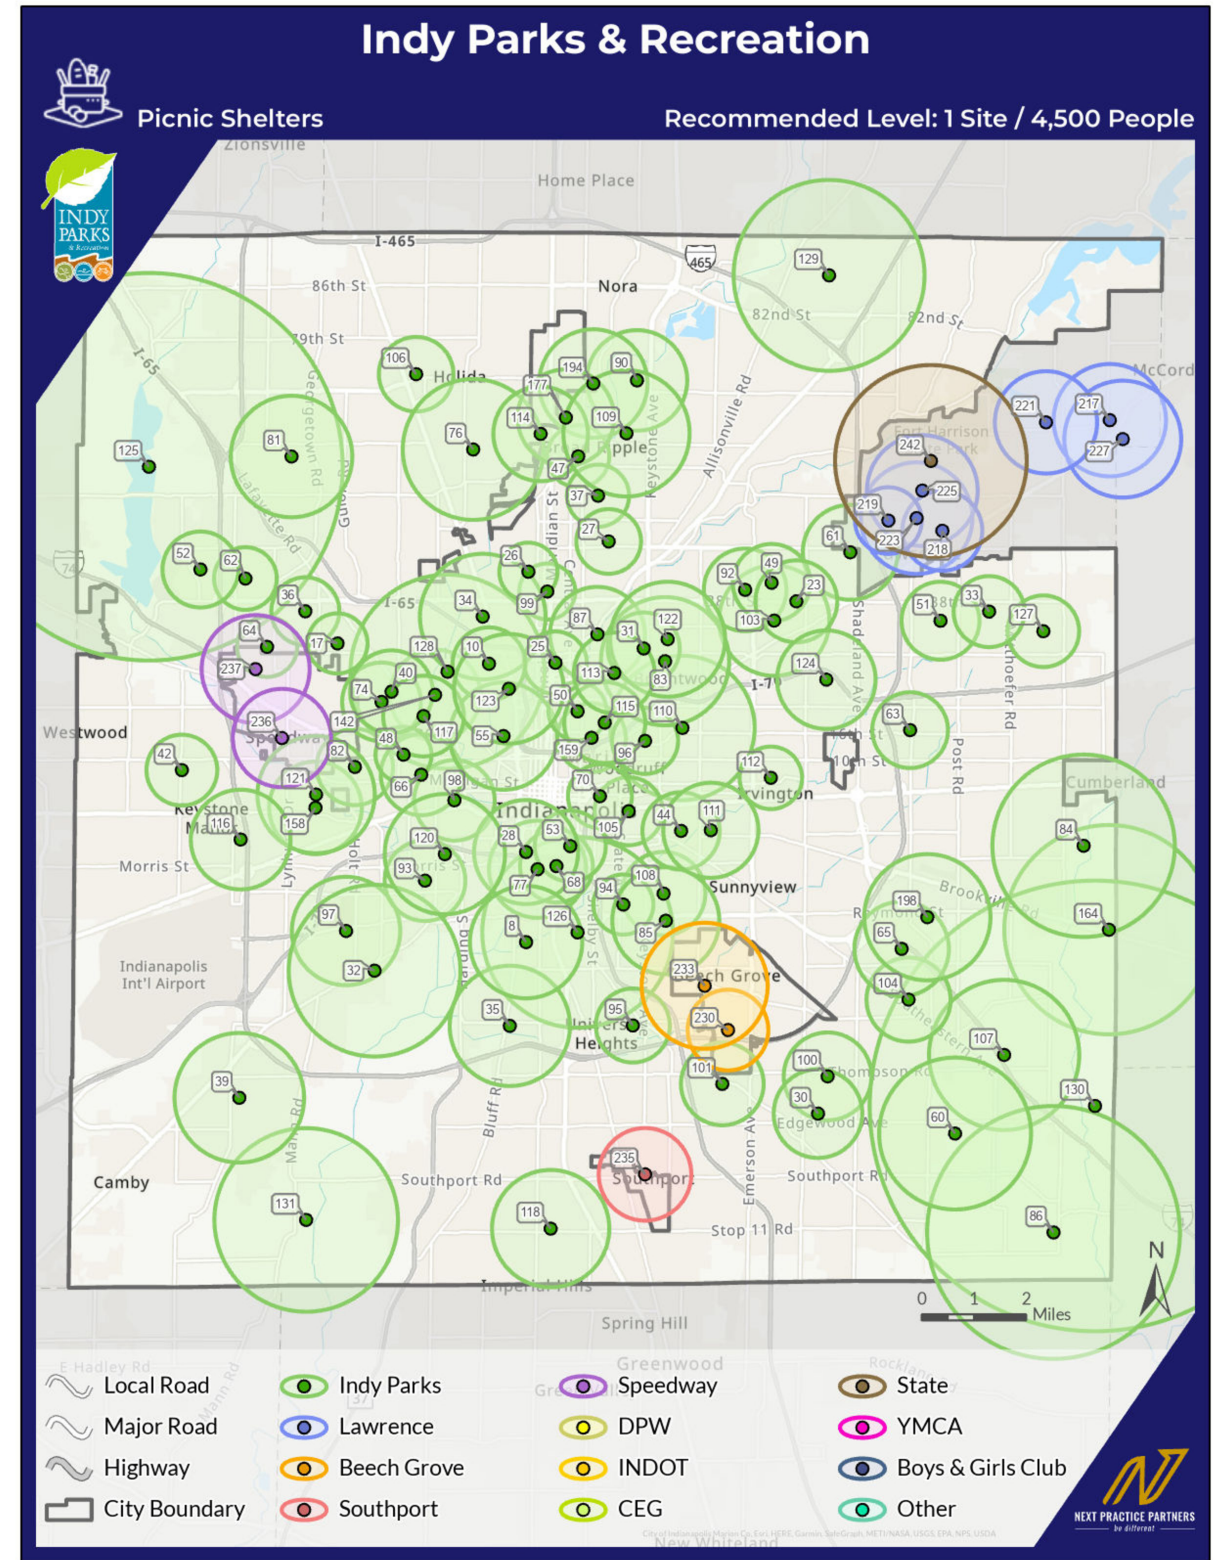 Indy Parks & Recreation
Picnic Shelters
Recommended Level: 1 Site / 4,500 People
INDY
PARKS
& Recreation
Zionsville
Home Place
I-465
465
129
86th St
Nora
82nd St
82nd St
79th St
I-65
106
Holida
194
90
177
McCord
Georgetown Rd
114
109
221
217
Allisonville Rd
Keystone Ave
76
81
125
Fort Harrison
242
227
47
37
225
219
Lafayette Rd
27
61
223
218
74
52
62
26
92
49
23
36
I-65
99
34
103
51
33
127
87
31
122
64
17
128
10
25
237
40
113
83
124
I-70
Shadeland Ave
74
123
50
115
110
63
236
142
Westwood
Speedway
117
55
159
96
Post Rd
42
82
48
10th St
66
98
70
112
Irvington
Cumberland
121
Indianapolis
116
158
105
44
111
84
120
28
53
Morris St
93
77
68
94
108
Sunnyview
Brookville Rd
198
164
97
8
126
85
65
Raymond St
32
Indianapolis
Int'l Airport
233
Beech Grove
104
35
95
230
107
Heights
101
100
Thompson Rd
39
130
30
Edgewood Ave
60
Bluff Rd
Mann Rd
Emerson Ave
235
Southport
Camby
Southport Rd
Southport Rd
131
118
Stop 11 Rd
86
N
Imperial Hills
0 1 2
Miles
Spring Hill
Greenwood
E Hadley Rd
Mann Rd
37
Local Road
Indy Parks
Speedway
State
Major Road
Lawrence
DPW
YMCA
Highway
Beech Grove
INDOT
Boys & Girls Club
City Boundary
Southport
CEG
Other
New Whiteland
NEXT PRACTICE PARTNERS
be different